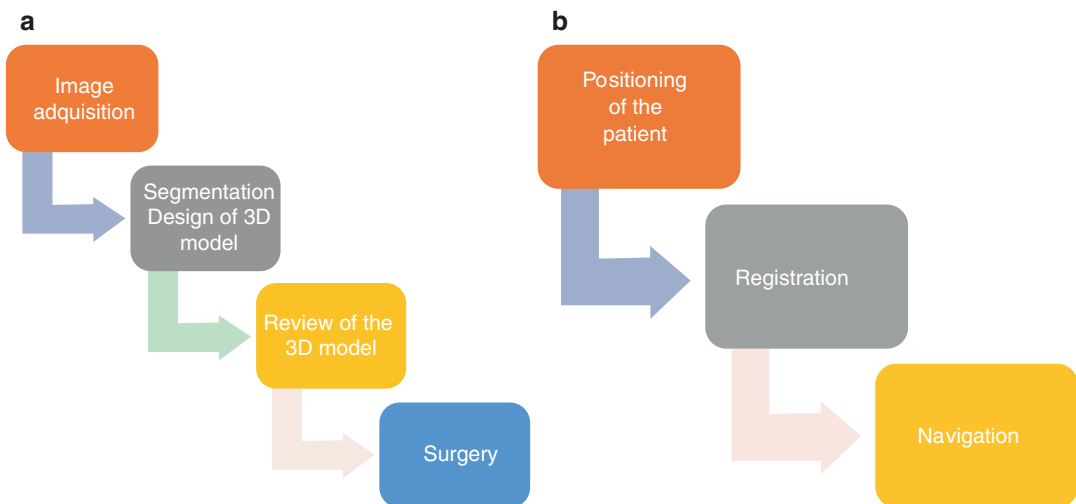 a
Image
adquisition
Segmentation
Design of 3D
model
Review of the
3D model
Surgery
b
Positioning
of the
patient
Registration
Navigation